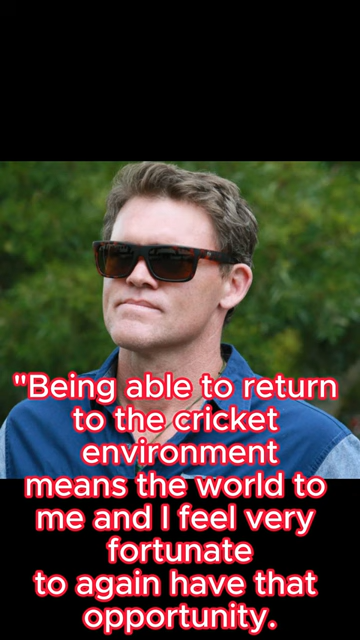 "Being able to return
to the cricket
environment
means the world to
me and I feel very
fortunate
to again have that
opportunity.